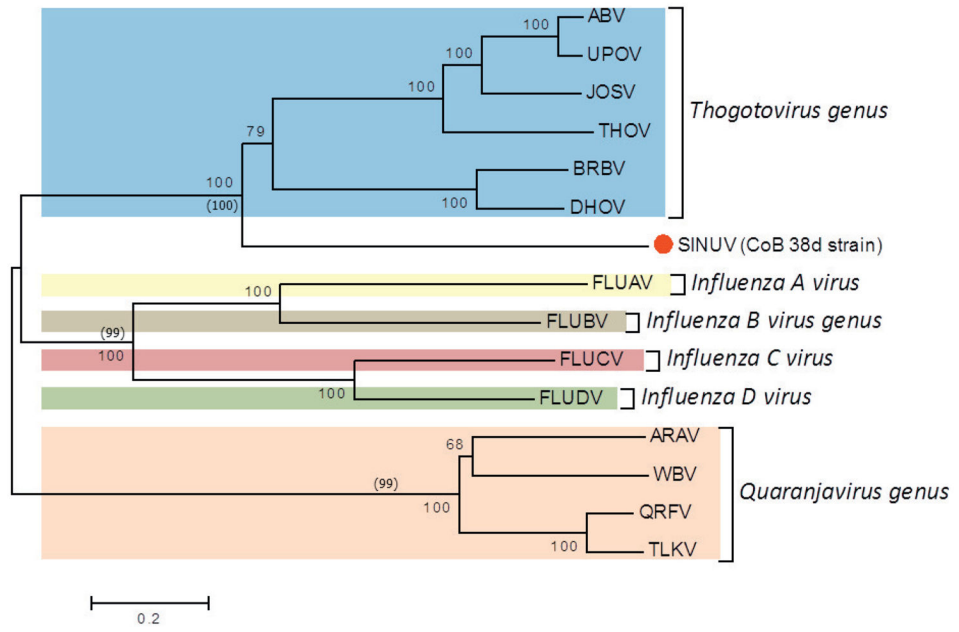 ABV
100
UPOV
100
JOSV
100
Thogotovirus genus
THOV
79
BRBV
100
100
(100)
DHOV
SINUV (CoB 38d strain)
FLUAV
Influenza A virus
100
FLUBV
Influenza B virus genus
(99)
100
FLUCV
Influenza C virus
100
FLUDV
Influenza D virus
ARAV
68
WBV
(99)
Quaranjavirus genus
100
QRFV
100
TLKV
0.2